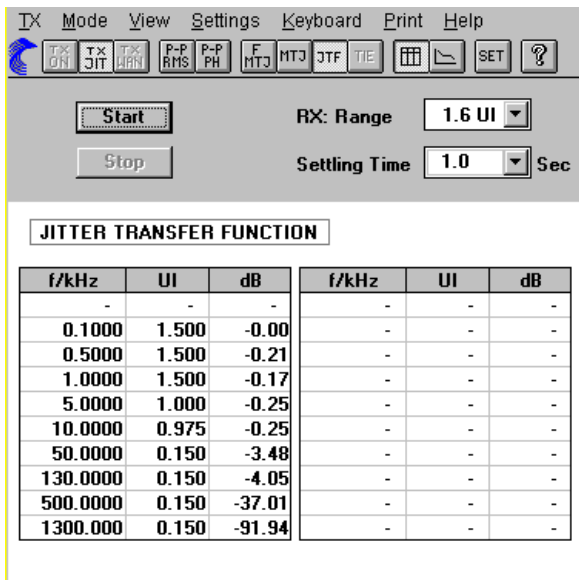 TX Mode View Settings Keyboard Print Help
TX ON TX JIT TX WAN P-P RMS P-P PH F MTJ MTJ JTF TIE SET ?
Start RX: Range 1.6 UI
Stop Settling Time 1.0 Sec
JITTER TRANSFER FUNCTION
f/kHz UI dB f/kHz UI dB
- - - - - -
0.1000 1.500 -0.00 - - -
0.5000 1.500 -0.21 - - -
1.0000 1.500 -0.17 - - -
5.0000 1.000 -0.25 - - -
10.0000 0.975 -0.25 - - -
50.0000 0.150 -3.48 - - -
130.0000 0.150 -4.05 - - -
500.0000 0.150 -37.01 - - -
1300.000 0.150 -91.94 - - -